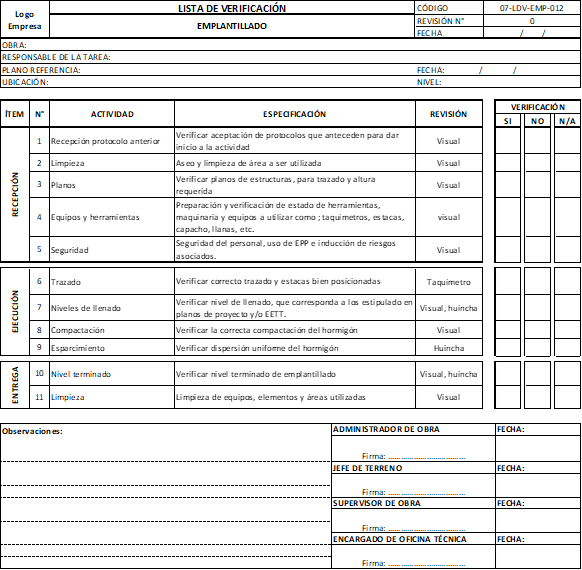 Logo
Empresa
LISTA DE VERIFICACIÓN
EMPLANTILLADO
CÓDIGO 07-LDV-EMP-012
REVISIÓN N° 0
FECHA / /
OBRA:
RESPONSABLE DE LA TAREA:
PLANO REFERENCIA: FECHA: / /
UBICACIÓN: NIVEL:
VERIFICACIÓN
ÍTEM N° ACTIVIDAD ESPECIFICACIÓN REVISIÓN SI NO N/A
RECEPCIÓN
1 Recepción protocolo anterior Verificar aceptación de protocolos que anteceden para dar
inicio a la actividad Visual
2 Limpieza Aseo y limpieza de área a ser utilizada Visual
3 Planos Verificar planos de estructuras, para trazado y altura
requerida Visual
4 Equipos y herramientas Preparación y verificación de estado de herramientas,
maquinaria y equipos a utilizar como ; taquimetros, estacas,
capacho, llanas, etc. visual
5 Seguridad Seguridad del personal, uso de EPP e inducción de riesgos
asociados. Visual
EJECUCIÓN
6 Trazado Verificar correcto trazado y estacas bien posicionadas Taquimetro
7 Niveles de llenado Verificar nivel de llenado, que corresponda a los estipulado en
planos de proyecto y/o EETT. Visual, huincha
8 Compactación Verificar la correcta compactación del hormigón Visual
9 Esparcimiento Verificar dispersión uniforme del hormigón Huincha
ENTREGA
10 Nivel terminado Verificar nivel terminado de emplantillado Visual, huincha
11 Limpieza Limpieza de equipos, elementos y áreas utilizadas Visual
Observaciones:
ADMINISTRADOR DE OBRA FECHA:
Firma: ................................
JEFE DE TERRENO FECHA:
Firma: ................................
SUPERVISOR DE OBRA FECHA:
Firma: ................................
ENCARGADO DE OFICINA TÉCNICA FECHA:
Firma: ................................